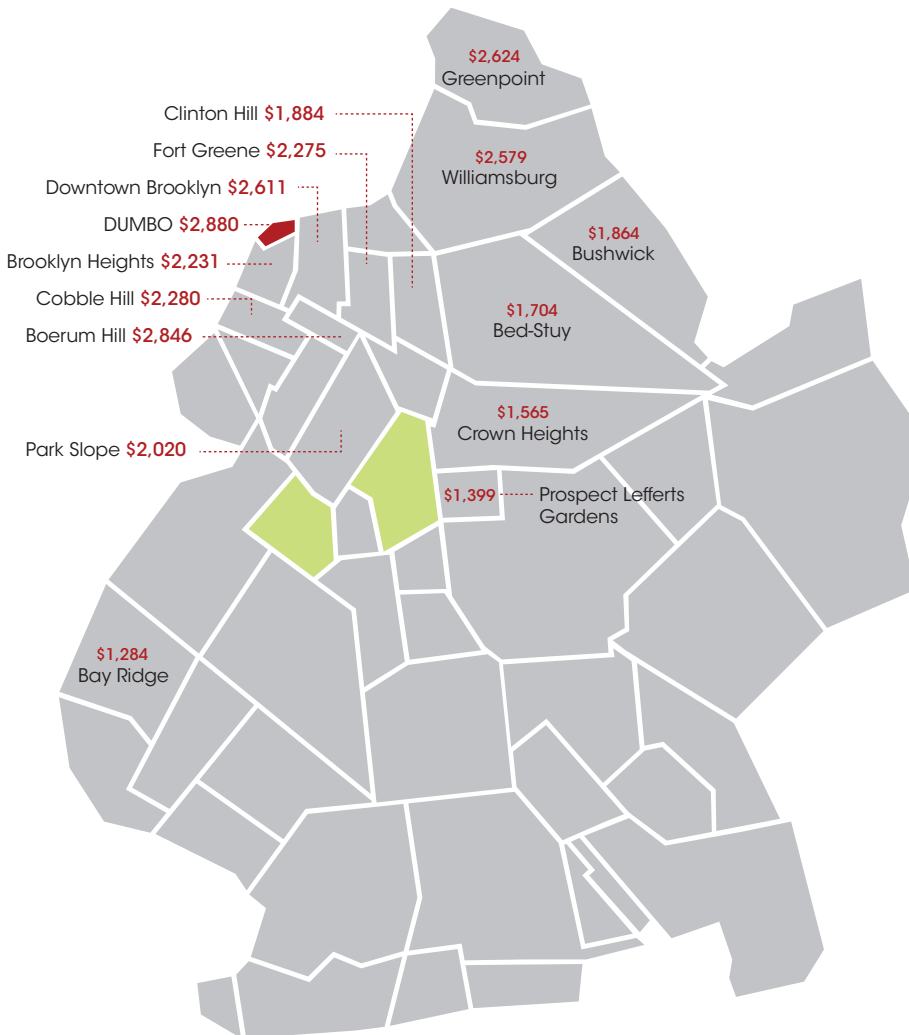 $2,624
Greenpoint
Clinton Hill $1,884
Fort Greene $2,275
$2,579
Williamsburg
Downtown Brooklyn $2,611
DUMBO $2,880
$1,864
Bushwick
Brooklyn Heights $2,231
Cobble Hill $2,280
$1,704
Bed-Stuy
Boerum Hill $2,846
$1,565
Crown Heights
Park Slope $2,020
$1,399 Prospect Lefferts
Gardens
$1,284
Bay Ridge